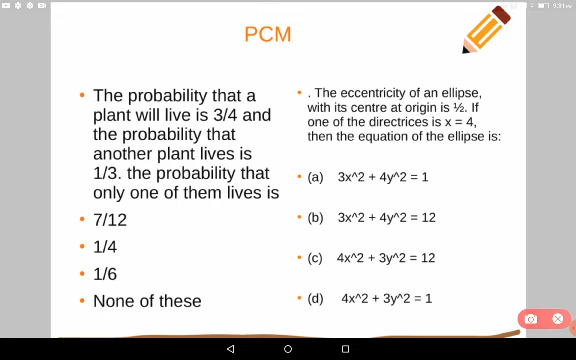 9:31
PCM
The probability that a
plant will live is 3/4 and
the probability that
another plant lives is
1/3. the probability that
only one of them lives is
7/12
1/4
1/6
None of these
. The eccentricity of an ellipse,
with its centre at origin is ½. If
one of the directrices is x = 4,
then the equation of the ellipse is:
(a) 3x^2 + 4y^2 = 1
(b) 3x^2 + 4y^2 = 12
(c) 4x^2 + 3y^2 = 12
(d) 4x^2 + 3y^2 = 1